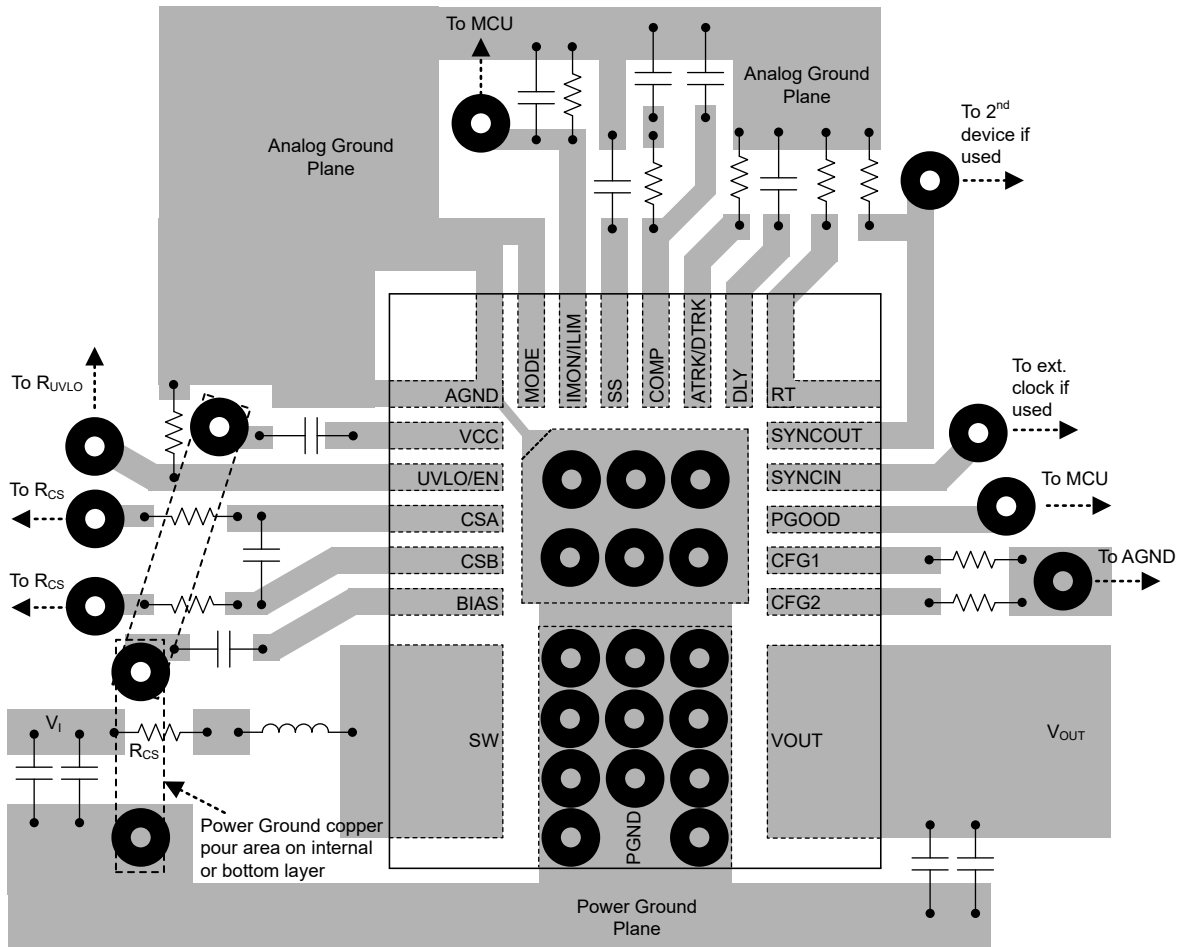 To MCU
Analog Ground
Plane
Analog Ground
Plane
To 2nd
device if
used
To RUVLO
To ext.
clock if
used
MODE
IMON/ILIM
SS
COMP
ATRK/DTRK
DLY
AGND
RT
VCC
SYNCOUT
UVLO/EN
SYNCIN
To RCS
CSA
PGOOD
To MCU
CSB
CFG1
To AGND
To RCS
BIAS
CFG2
VI
RCS
SW
VOUT
VOUT
Power Ground copper
pour area on internal
or bottom layer
PGND
Power Ground
Plane